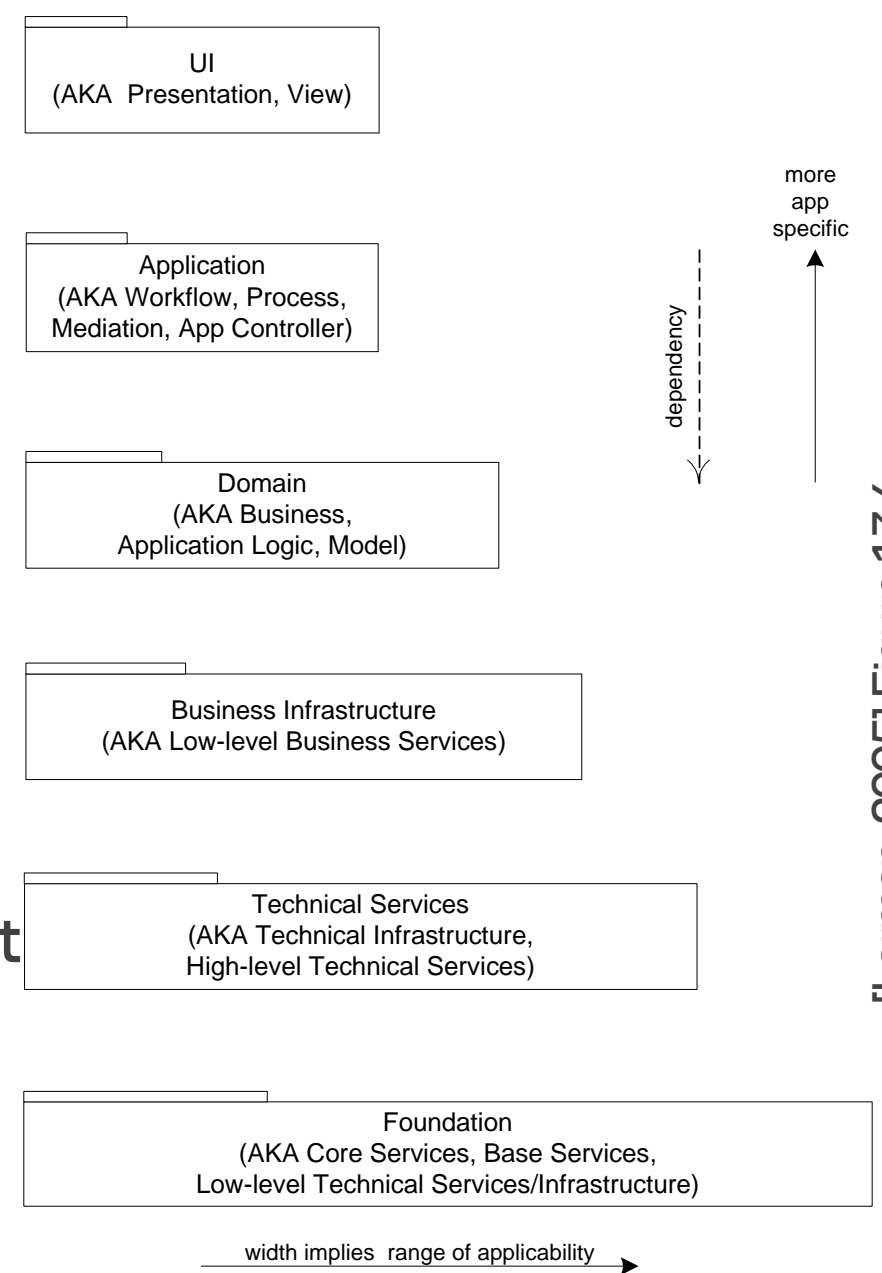 UI
(AKA Presentation, View)
more
app
specific
Application
(AKA Workflow, Process,
Mediation, App Controller)
dependency
Domain
(AKA Business,
Application Logic, Model)
Business Infrastructure
(AKA Low-level Business Services)
Technical Services
(AKA Technical Infrastructure,
High-level Technical Services)
t
Foundation
(AKA Core Services, Base Services,
Low-level Technical Services/Infrastructure)
width implies range of applicability